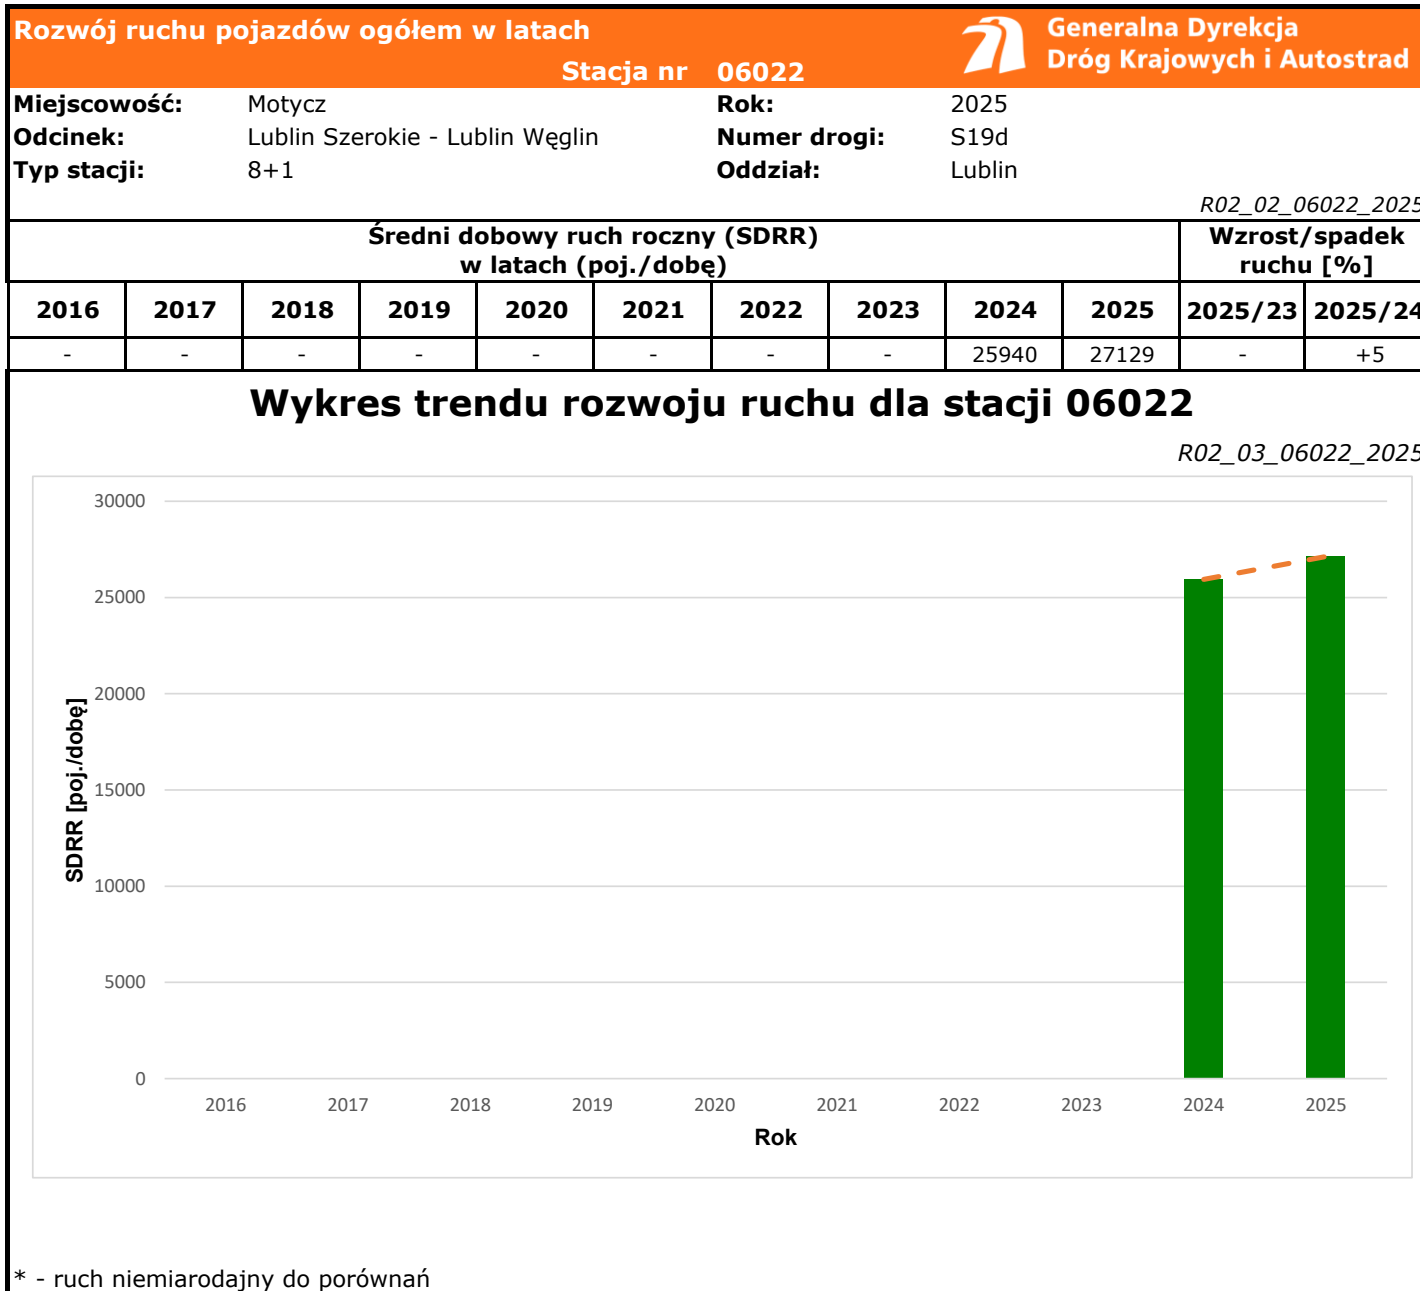 Rozwój ruchu pojazdów ogółem w latach
Generalna Dyrekcja
Dróg Krajowych i Autostrad
Stacja nr 06022
Miejscowość: Motycz Rok: 2025
Odcinek: Lublin Szerokie - Lublin Węglin Numer drogi: S19d
Typ stacji: 8+1 Oddział: Lublin
R02_02_06022_2025
Średni dobowy ruch roczny (SDRR)
w latach (poj./dobę)
Wzrost/spadek
ruchu [%]
2016 2017 2018 2019 2020 2021 2022 2023 2024 2025 2025/23 2025/24
- - - - - - - - 25940 27129 - +5
Wykres trendu rozwoju ruchu dla stacji 06022
R02_03_06022_2025
30000
25000
20000
15000
10000
5000
0
SDRR [poj./dobę]
2016 2017 2018 2019 2020 2021 2022 2023 2024 2025
Rok
* - ruch niemiarodajny do porównań